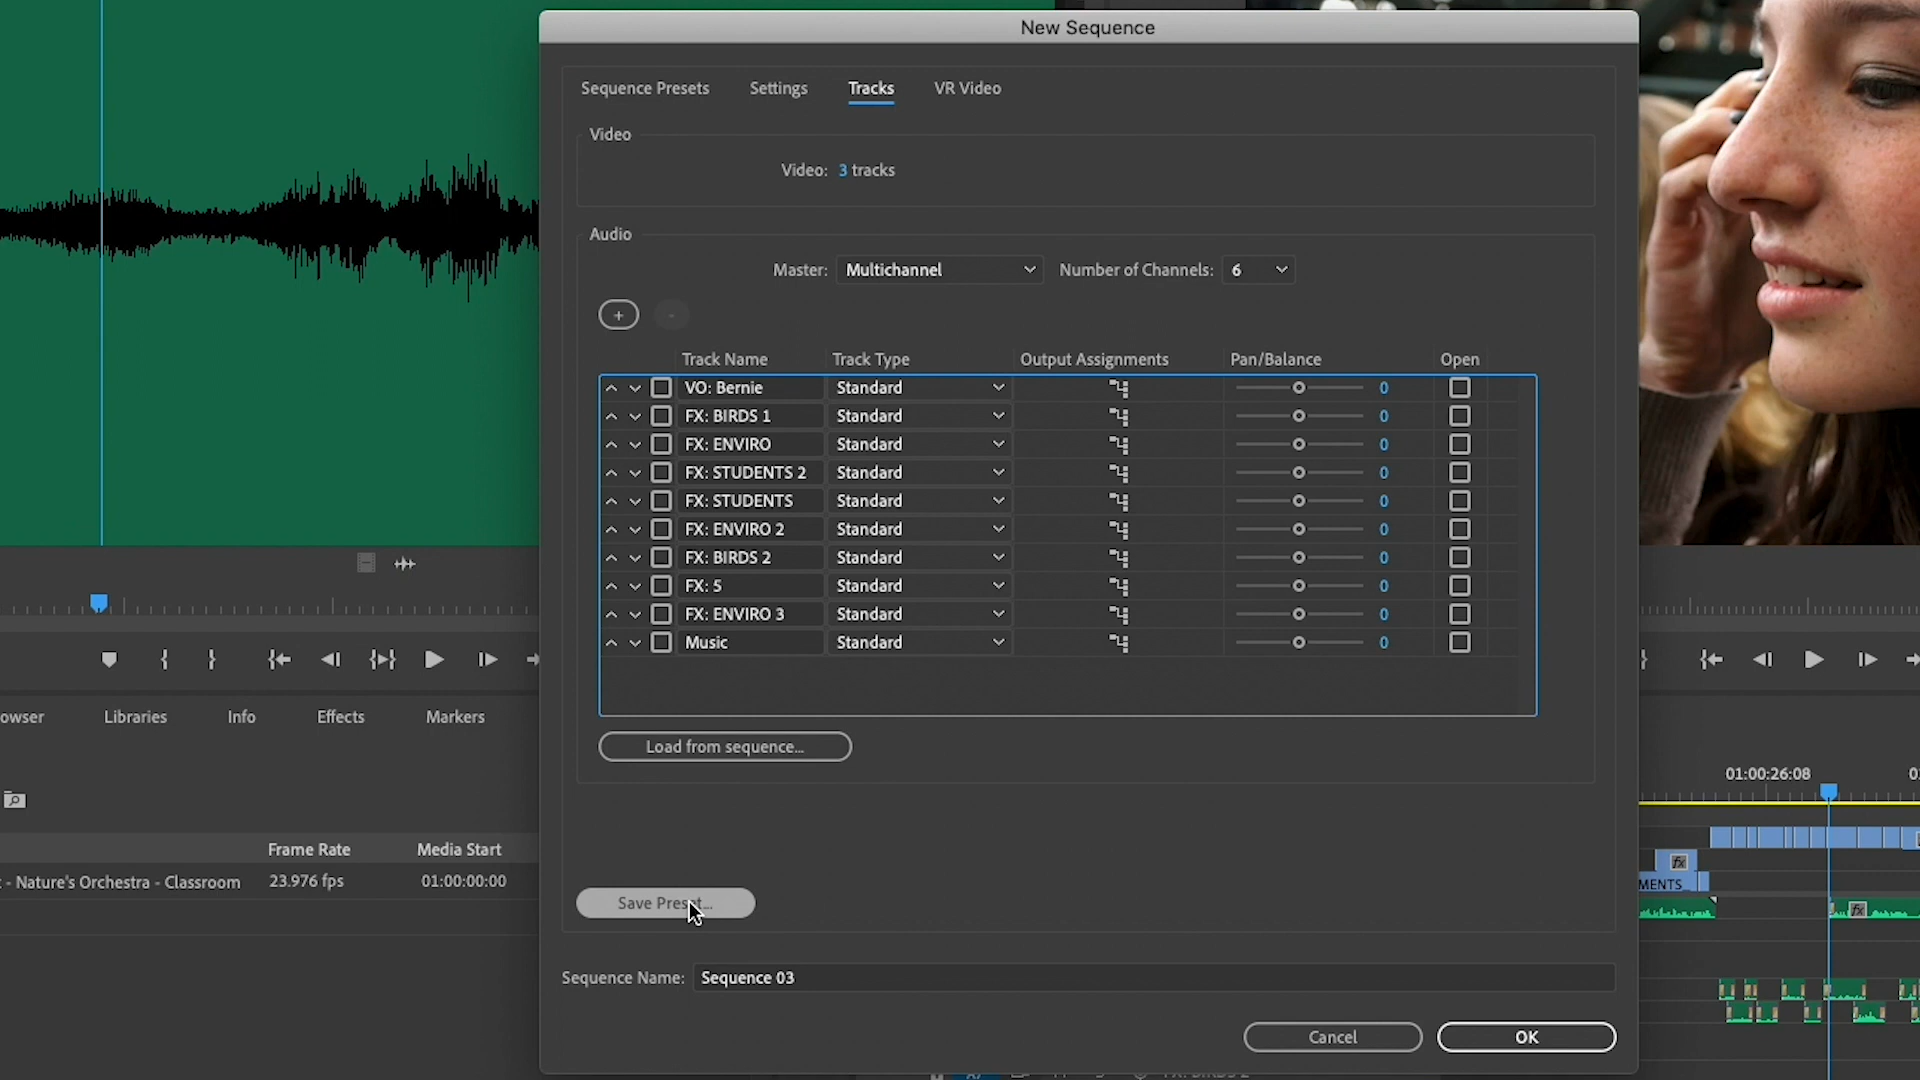 New Sequence
Sequence Presets Settings Tracks VR Video
Video
Video: 3 tracks
Audio
Master: Multichannel Number of Channels: 6
+ -
Track Name Track Type Output Assignments Pan/Balance Open
VO: Bernie Standard 0
FX: BIRDS 1 Standard 0
FX: ENVIRO Standard 0
FX: STUDENTS 2 Standard 0
FX: STUDENTS Standard 0
FX: ENVIRO 2 Standard 0
FX: BIRDS 2 Standard 0
FX: 5 Standard 0
FX: ENVIRO 3 Standard 0
Music Standard 0
Load from sequence...
Save Preset...
Sequence Name: Sequence 03
Cancel OK
owser Libraries Info Effects Markers
Frame Rate Media Start
- Nature's Orchestra - Classroom 23.976 fps 01:00:00:00
01:00:26:08
fx
MENTS
fx